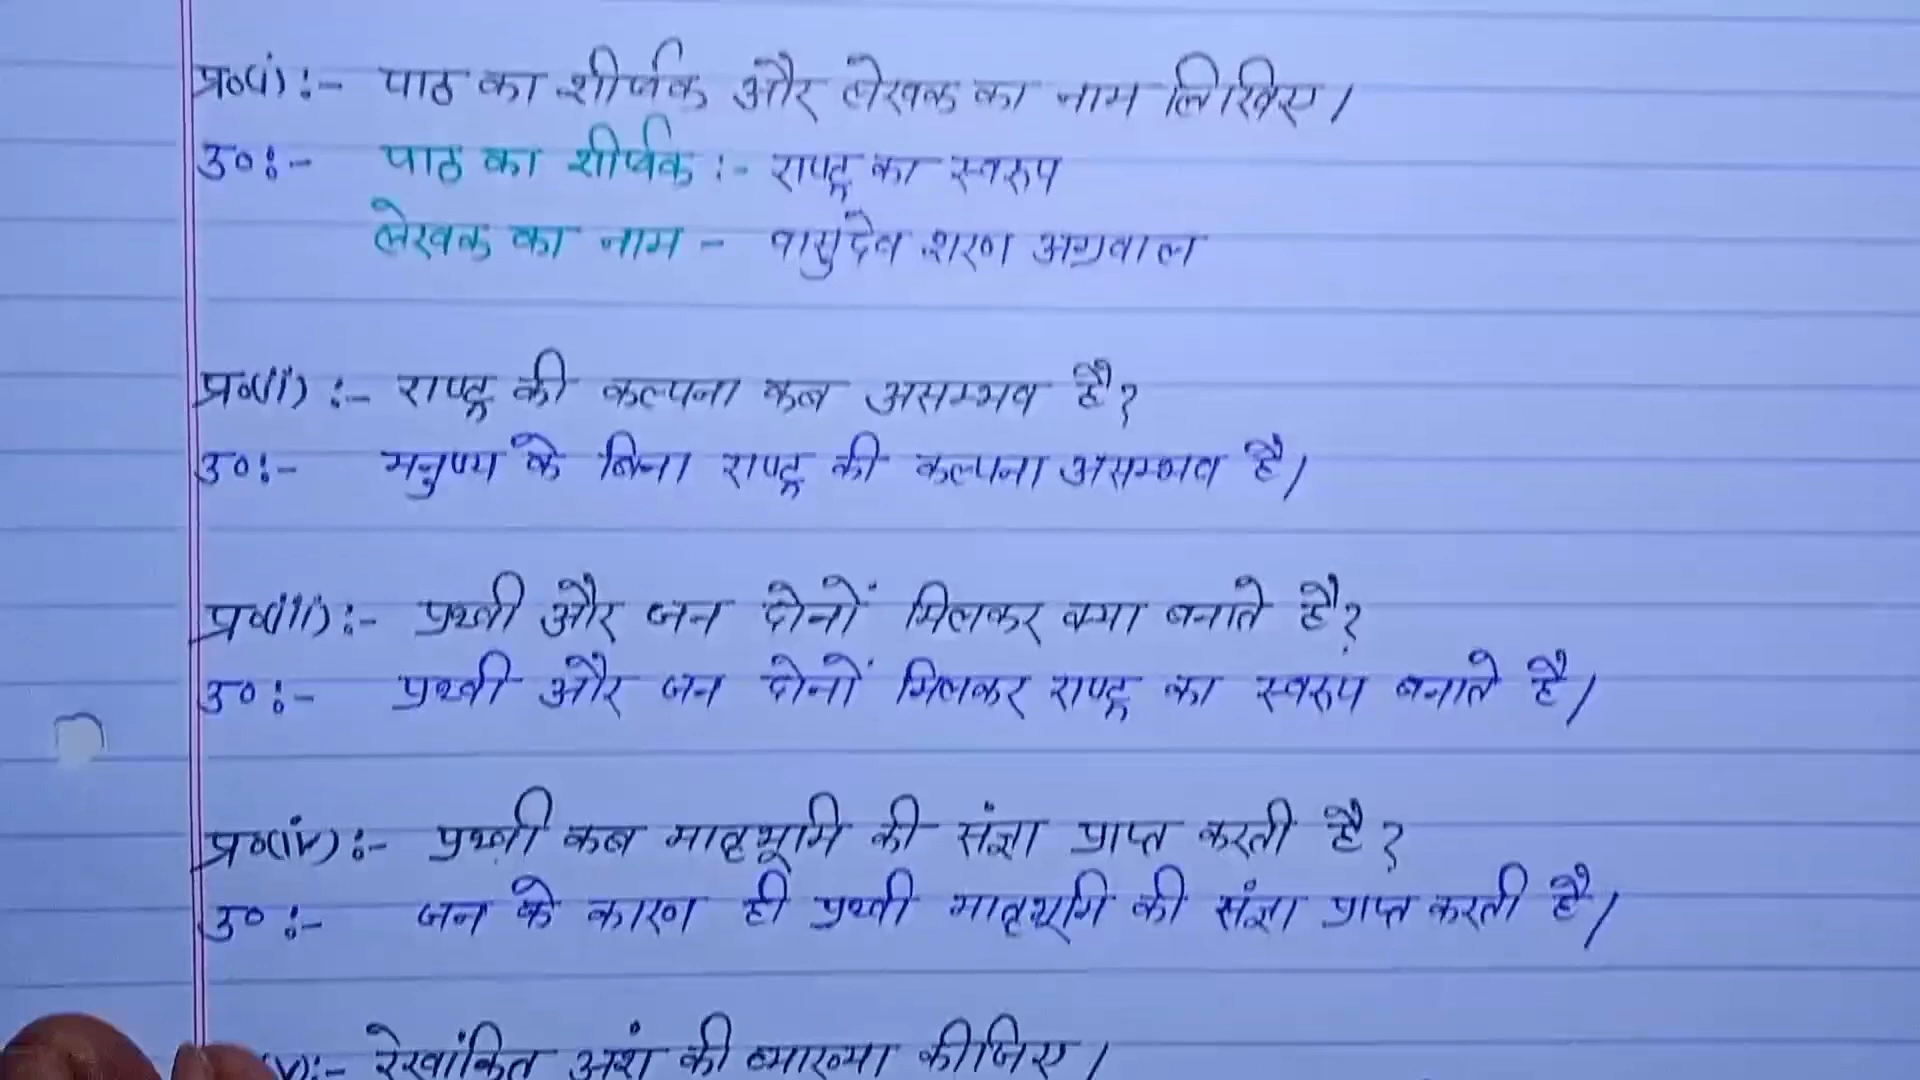 प्र०(i):- पाठ का शीर्षक और लेखक का नाम लिखिए।
उ०:- पाठ का शीर्षक :- राष्ट्र का स्वरूप
लेखक का नाम - वासुदेव शरण अग्रवाल
प्र०(ii) :- राष्ट्र की कल्पना कब असम्भव है?
उ०:- मनुष्य के बिना राष्ट्र की कल्पना असम्भव है।
प्र०(iii):- पृथ्वी और जन दोनों मिलकर क्या बनाते है?
उ०:- पृथ्वी और जन दोनों मिलकर राष्ट्र का स्वरूप बनाते है।
प्र०(iv):- पृथ्वी कब मातृभूमि की संज्ञा प्राप्त करती है?
उ०:- जन के कारण ही पृथ्वी मातृभूमि की संज्ञा प्राप्त करती है।
v):- रेखांकित अंश की व्याख्या कीजिए।